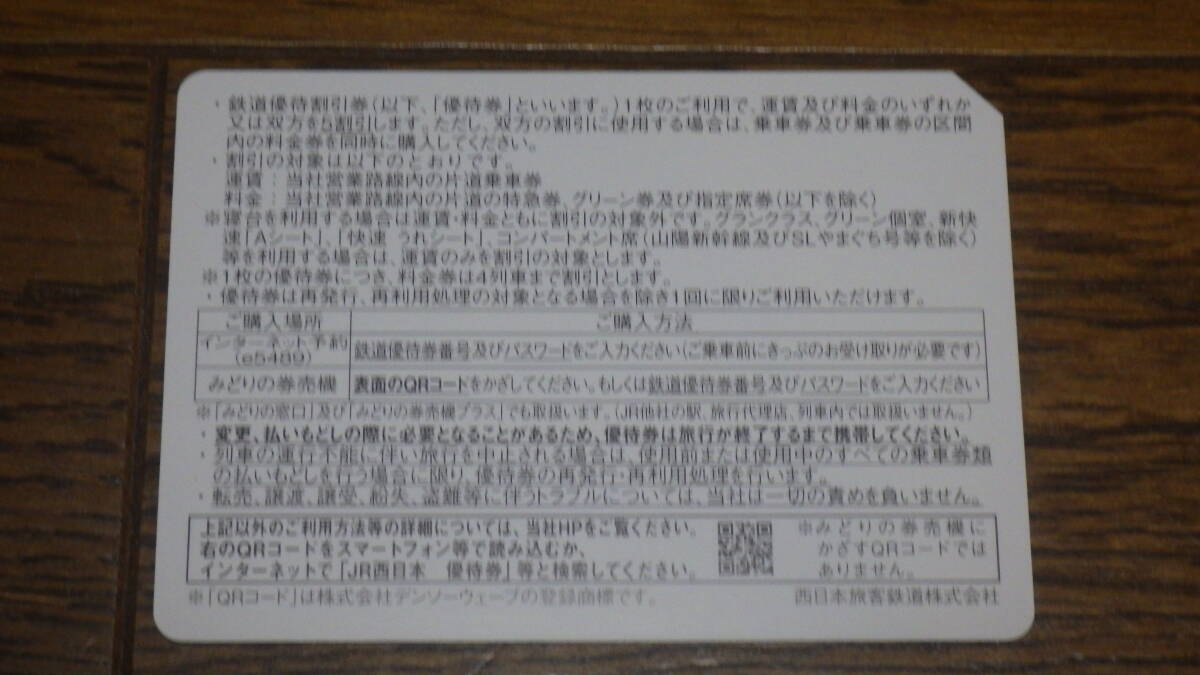 ・鉄道優待割引券(以下、「優待券」といいます。)1枚のご利用で、運賃及び料金のいずれか
又は双方を5割引します。ただし、双方の割引に使用する場合は、乗車券及び乗車券の区間
内の料金券を同時に購入してください。
・割引の対象は以下のとおりです。
運賃：当社営業路線内の片道乗車券
料金：当社営業路線内の片道の特急券、グリーン券及び指定席券(以下を除く)
※寝台を利用する場合は運賃・料金ともに割引の対象外です。グランクラス、グリーン個室、新快
速「Aシート」、「快速 うれシート」、コンパートメント席(山陽新幹線及びSLやまぐち号等を除く)
等を利用する場合は、運賃のみを割引の対象とします。
※1枚の優待券につき、料金券は4列車まで割引とします。
・優待券は再発行、再利用処理の対象となる場合を除き1回に限りご利用いただけます。
ご購入場所 ご購入方法
インターネット予約
(e5489) 鉄道優待券番号及びパスワードをご入力ください(ご乗車前にきっぷのお受け取りが必要です)
みどりの券売機 表面のQRコードをかざしてください。もしくは鉄道優待券番号及びパスワードをご入力ください
※「みどりの窓口」及び「みどりの券売機プラス」でも取扱います。(JR他社の駅、旅行代理店、列車内では取扱いません。)
・変更、払いもどしの際に必要となることがあるため、優待券は旅行が終了するまで携帯してください。
・列車の運行不能に伴い旅行を中止される場合は、使用前または使用中のすべての乗車券類
の払いもどしを行う場合に限り、優待券の再発行・再利用処理を行います。
・転売、譲渡、譲受、紛失、盗難等に伴うトラブルについては、当社は一切の責めを負いません。
上記以外のご利用方法等の詳細については、当社HPをご覧ください。
右のQRコードをスマートフォン等で読み込むか、
インターネットで「JR西日本 優待券」等と検索してください。
※みどりの券売機に
かざすQRコードでは
ありません。
※「QRコード」は株式会社デンソーウェーブの登録商標です。
西日本旅客鉄道株式会社